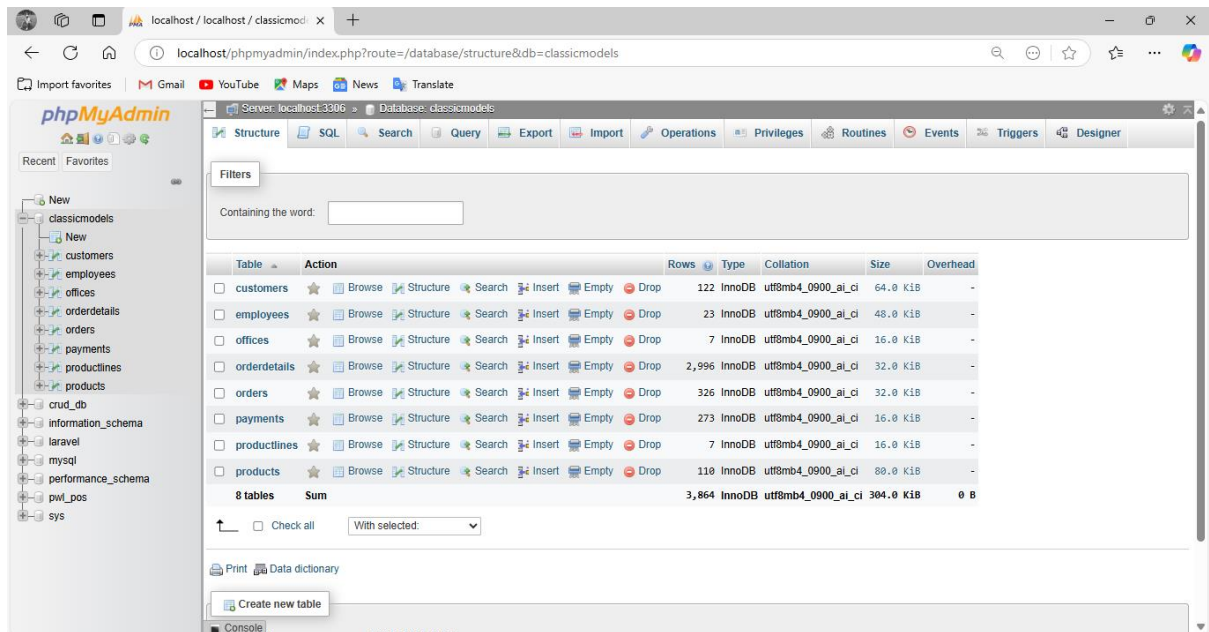 localhost / localhost / classicmod
localhost/phpmyadmin/index.php?route=/database/structure&db=classicmodels
Import favorites Gmail YouTube Maps News Translate
phpMyAdmin
Recent Favorites
New
classicmodels
New
customers
employees
offices
orderdetails
orders
payments
productlines
products
crud_db
information_schema
laravel
mysql
performance_schema
pwl_pos
sys
Server: localhost:3306 » Database: classicmodels
Structure SQL Search Query Export Import Operations Privileges Routines Events Triggers Designer
Filters
Containing the word:
Table Action Rows Type Collation Size Overhead
customers Browse Structure Search Insert Empty Drop 122 InnoDB utf8mb4_0900_ai_ci 64.0 KiB -
employees Browse Structure Search Insert Empty Drop 23 InnoDB utf8mb4_0900_ai_ci 48.0 KiB -
offices Browse Structure Search Insert Empty Drop 7 InnoDB utf8mb4_0900_ai_ci 16.0 KiB -
orderdetails Browse Structure Search Insert Empty Drop 2,996 InnoDB utf8mb4_0900_ai_ci 32.0 KiB -
orders Browse Structure Search Insert Empty Drop 326 InnoDB utf8mb4_0900_ai_ci 32.0 KiB -
payments Browse Structure Search Insert Empty Drop 273 InnoDB utf8mb4_0900_ai_ci 16.0 KiB -
productlines Browse Structure Search Insert Empty Drop 7 InnoDB utf8mb4_0900_ai_ci 16.0 KiB -
products Browse Structure Search Insert Empty Drop 110 InnoDB utf8mb4_0900_ai_ci 80.0 KiB -
8 tables Sum 3,864 InnoDB utf8mb4_0900_ai_ci 304.0 KiB 0 B
Check all With selected:
Print Data dictionary
Create new table
Console